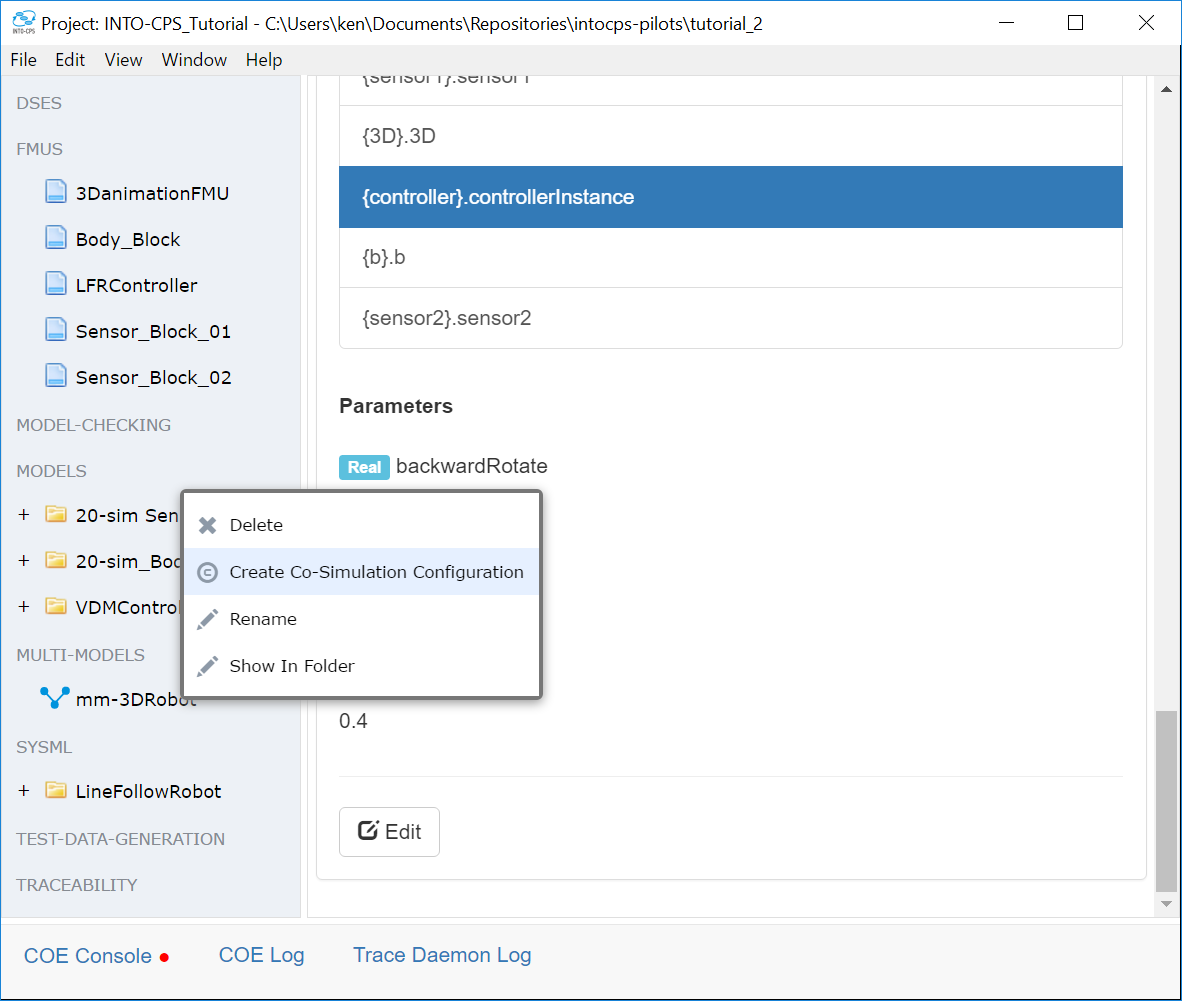 INTO-CPS
Project: INTO-CPS_Tutorial - C:\Users\ken\Documents\Repositories\intocps-pilots\tutorial_2
File Edit View Window Help
DSES
FMUS
3DanimationFMU
Body_Block
LFRController
Sensor_Block_01
Sensor_Block_02
MODEL-CHECKING
MODELS
+ 20-sim Sen
+ 20-sim_Bod
+ VDMControl
MULTI-MODELS
mm-3DRobot
SYSML
+ LineFollowRobot
TEST-DATA-GENERATION
TRACEABILITY
Delete
Create Co-Simulation Configuration
Rename
Show In Folder
{sensor1}.sensor1
{3D}.3D
{controller}.controllerInstance
{b}.b
{sensor2}.sensor2
Parameters
Real backwardRotate
0.4
Edit
COE Console COE Log Trace Daemon Log